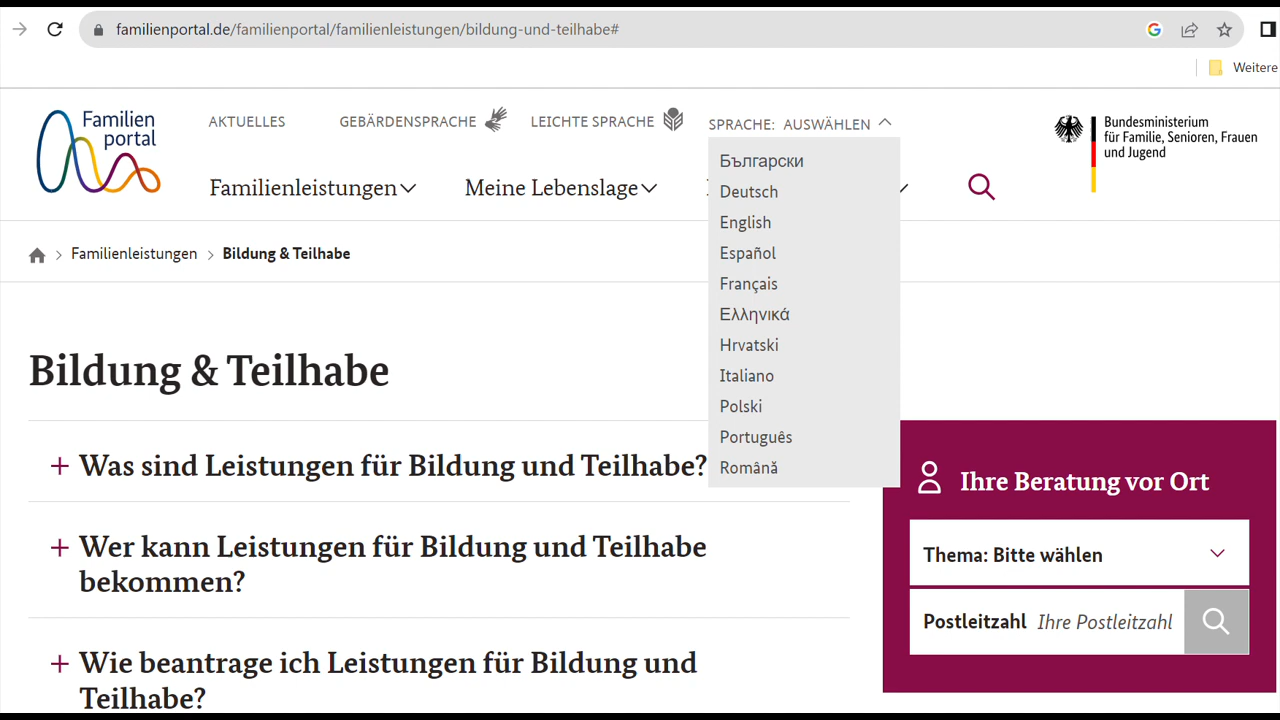 familienportal.de/familienportal/familienleistungen/bildung-und-teilhabe#
Weitere
Familien
portal
AKTUELLES
GEBÄRDENSPRACHE
LEICHTE SPRACHE
SPRACHE: AUSWÄHLEN
Bundesministerium
für Familie, Senioren, Frauen
und Jugend
Familienleistungen
Meine Lebenslage
Български
Deutsch
English
Español
Français
Ελληνικά
Hrvatski
Italiano
Polski
Português
Română
Familienleistungen
Bildung & Teilhabe
Bildung & Teilhabe
+ Was sind Leistungen für Bildung und Teilhabe?
+ Wer kann Leistungen für Bildung und Teilhabe
bekommen?
+ Wie beantrage ich Leistungen für Bildung und
Teilhabe?
Ihre Beratung vor Ort
Thema: Bitte wählen
Postleitzahl Ihre Postleitzahl